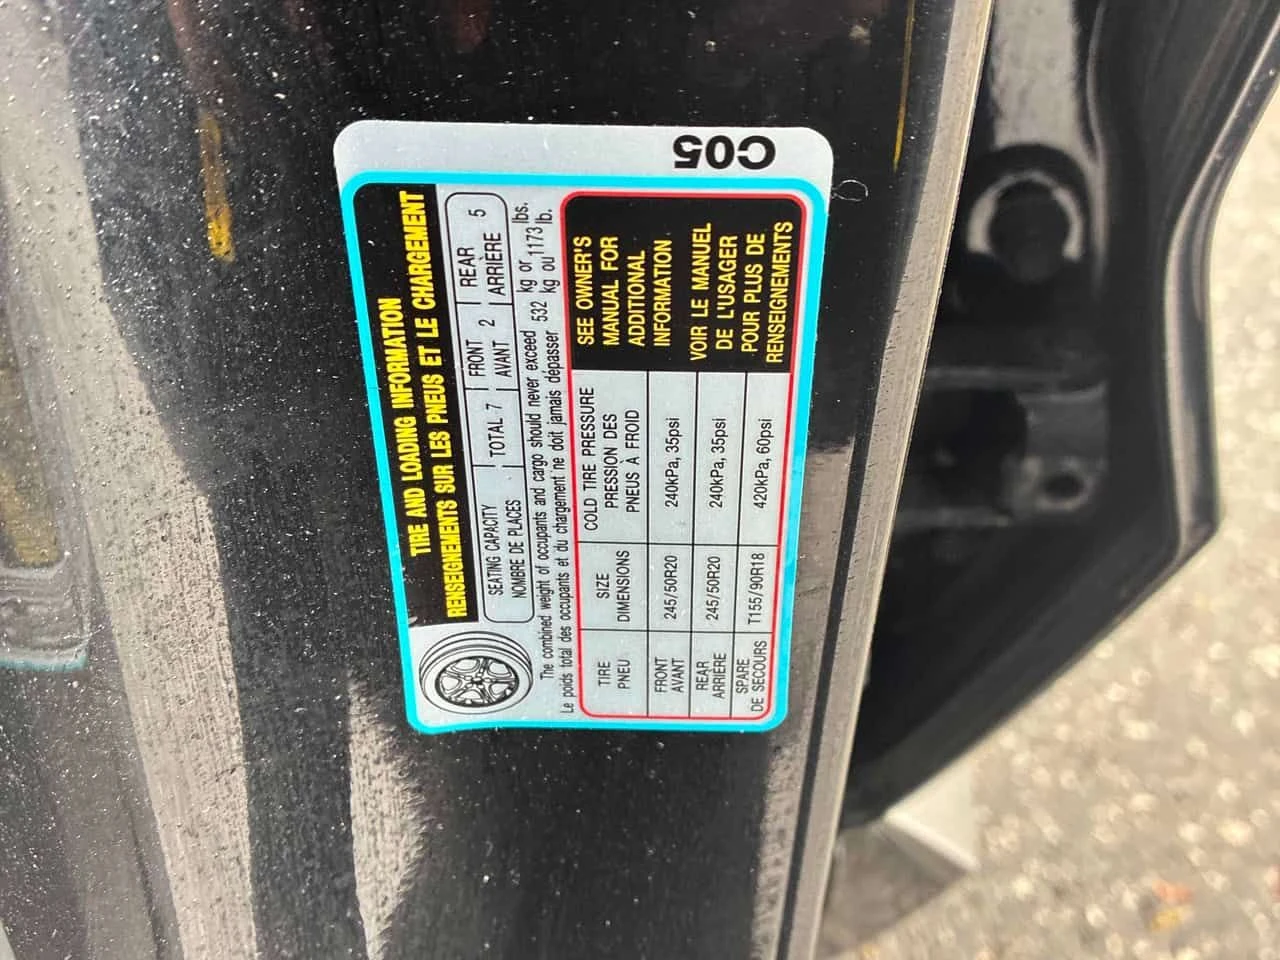 C05
TIRE AND LOADING INFORMATION
RENSEIGNEMENTS SUR LES PNEUS ET LE CHARGEMENT
SEATING CAPACITY
NOMBRE DE PLACES
TOTAL 7
FRONT
AVANT
2
REAR
ARRIÈRE
5
The combined weight of occupants and cargo should never exceed 532 kg or 1173 lbs.
Le poids total des occupants et du chargement ne doit jamais dépasser kg ou lb.
TIRE
PNEU
SIZE
DIMENSIONS
COLD TIRE PRESSURE
PRESSION DES
PNEUS À FROID
FRONT
AVANT
245/50R20
240kPa, 35psi
REAR
ARRIÈRE
245/50R20
240kPa, 35psi
SPARE
DE SECOURS
T155/90R18
420kPa, 60psi
SEE OWNER'S
MANUAL FOR
ADDITIONAL
INFORMATION
VOIR LE MANUEL
DE L'USAGER
POUR PLUS DE
RENSEIGNEMENTS